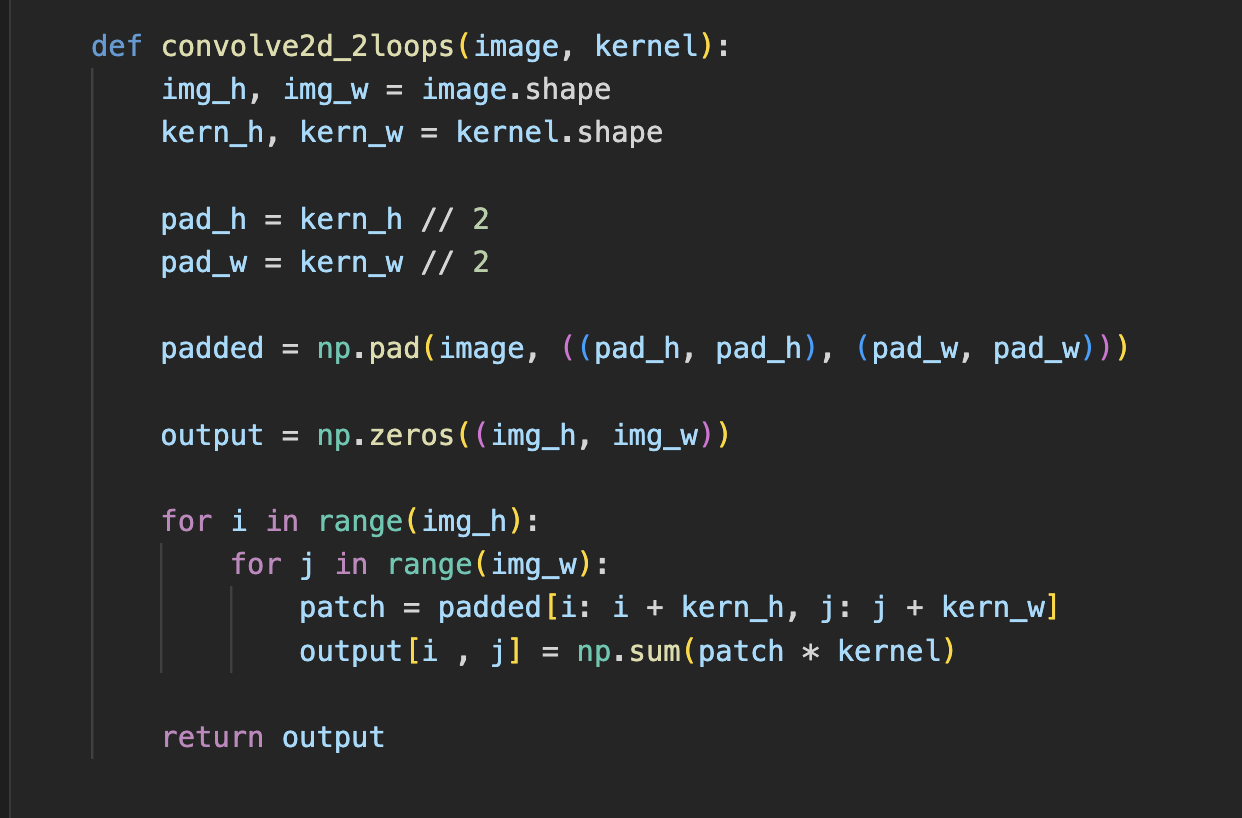 def convolve2d_2loops(image, kernel):
    img_h, img_w = image.shape
    kern_h, kern_w = kernel.shape

    pad_h = kern_h // 2
    pad_w = kern_w // 2

    padded = np.pad(image, ((pad_h, pad_h), (pad_w, pad_w)))

    output = np.zeros((img_h, img_w))

    for i in range(img_h):
        for j in range(img_w):
            patch = padded[i: i + kern_h, j: j + kern_w]
            output[i , j] = np.sum(patch * kernel)

    return output